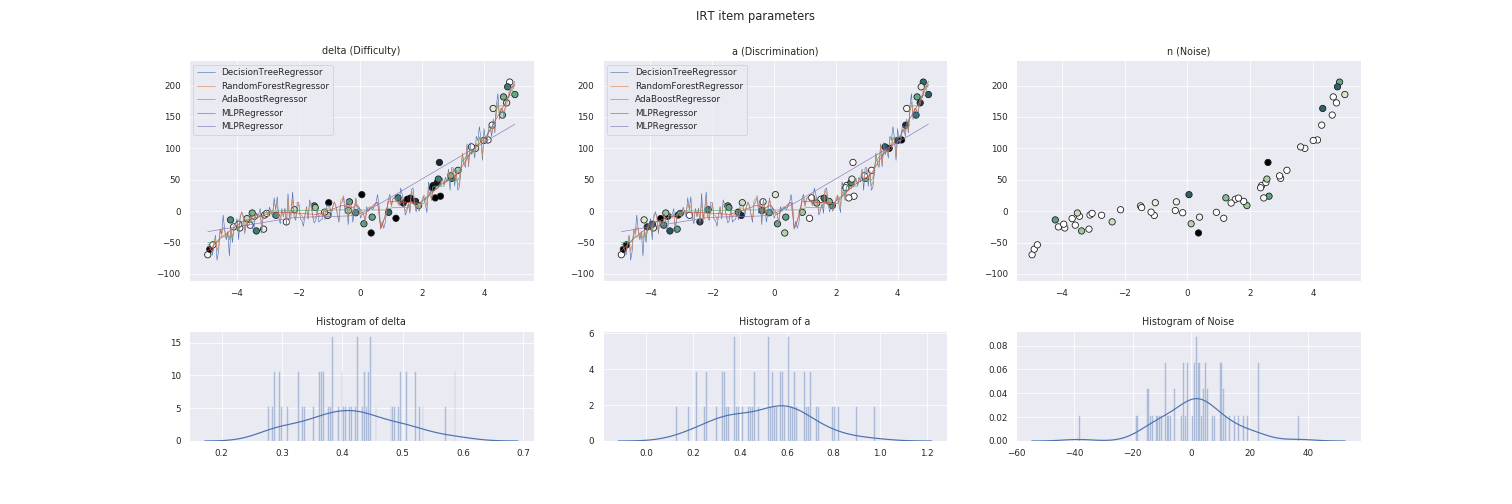 IRT item parameters
delta (Difficulty)
a (Discrimination)
n (Noise)
DecisionTreeRegressor
RandomForestRegressor
AdaBoostRegressor
MLPRegressor
MLPRegressor
200
150
100
50
0
−50
−100
−4 −2 0 2 4
DecisionTreeRegressor
RandomForestRegressor
AdaBoostRegressor
MLPRegressor
MLPRegressor
200
150
100
50
0
−50
−100
−4 −2 0 2 4
200
150
100
50
0
−50
−100
−4 −2 0 2 4
Histogram of delta
15
10
5
0
0.2 0.3 0.4 0.5 0.6 0.7
Histogram of a
6
4
2
0
0.0 0.2 0.4 0.6 0.8 1.0 1.2
Histogram of Noise
0.08
0.06
0.04
0.02
0.00
−60 −40 −20 0 20 40